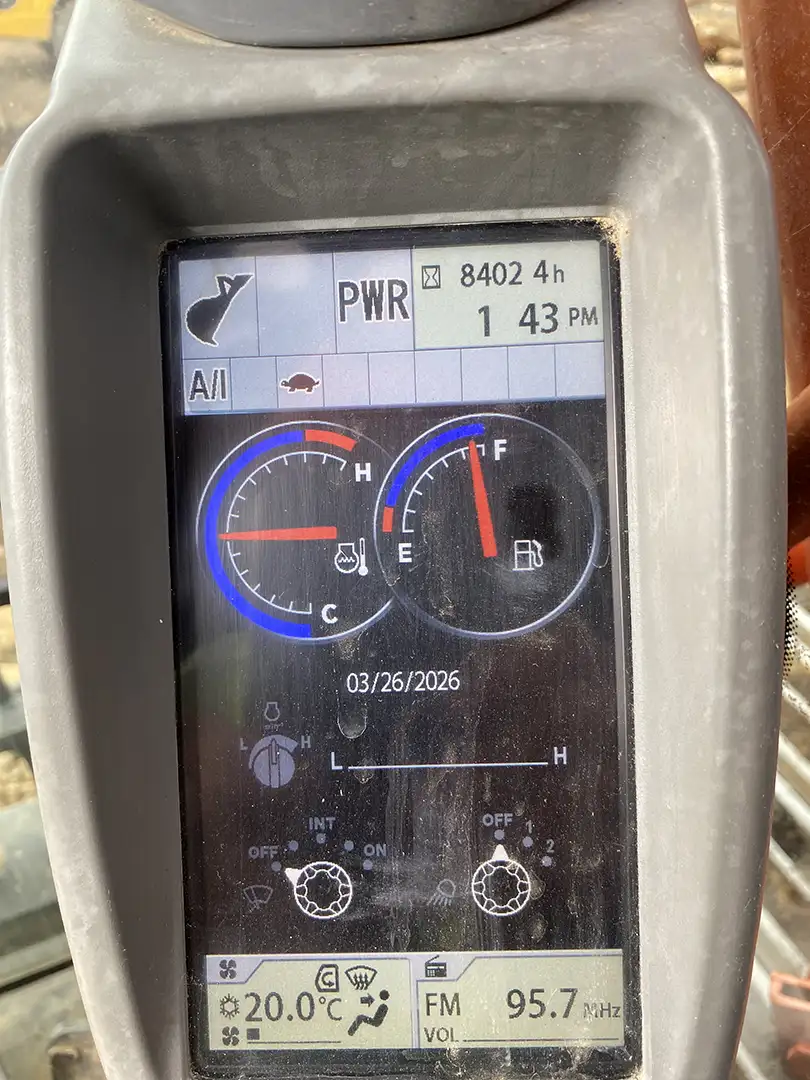 PWR
8402 4h
1 43 PM
A/I
H
C
F
E
03/26/2026
L H
L H
INT
OFF ON
OFF 1
2
20.0°C
FM 95.7 MHz
VOL